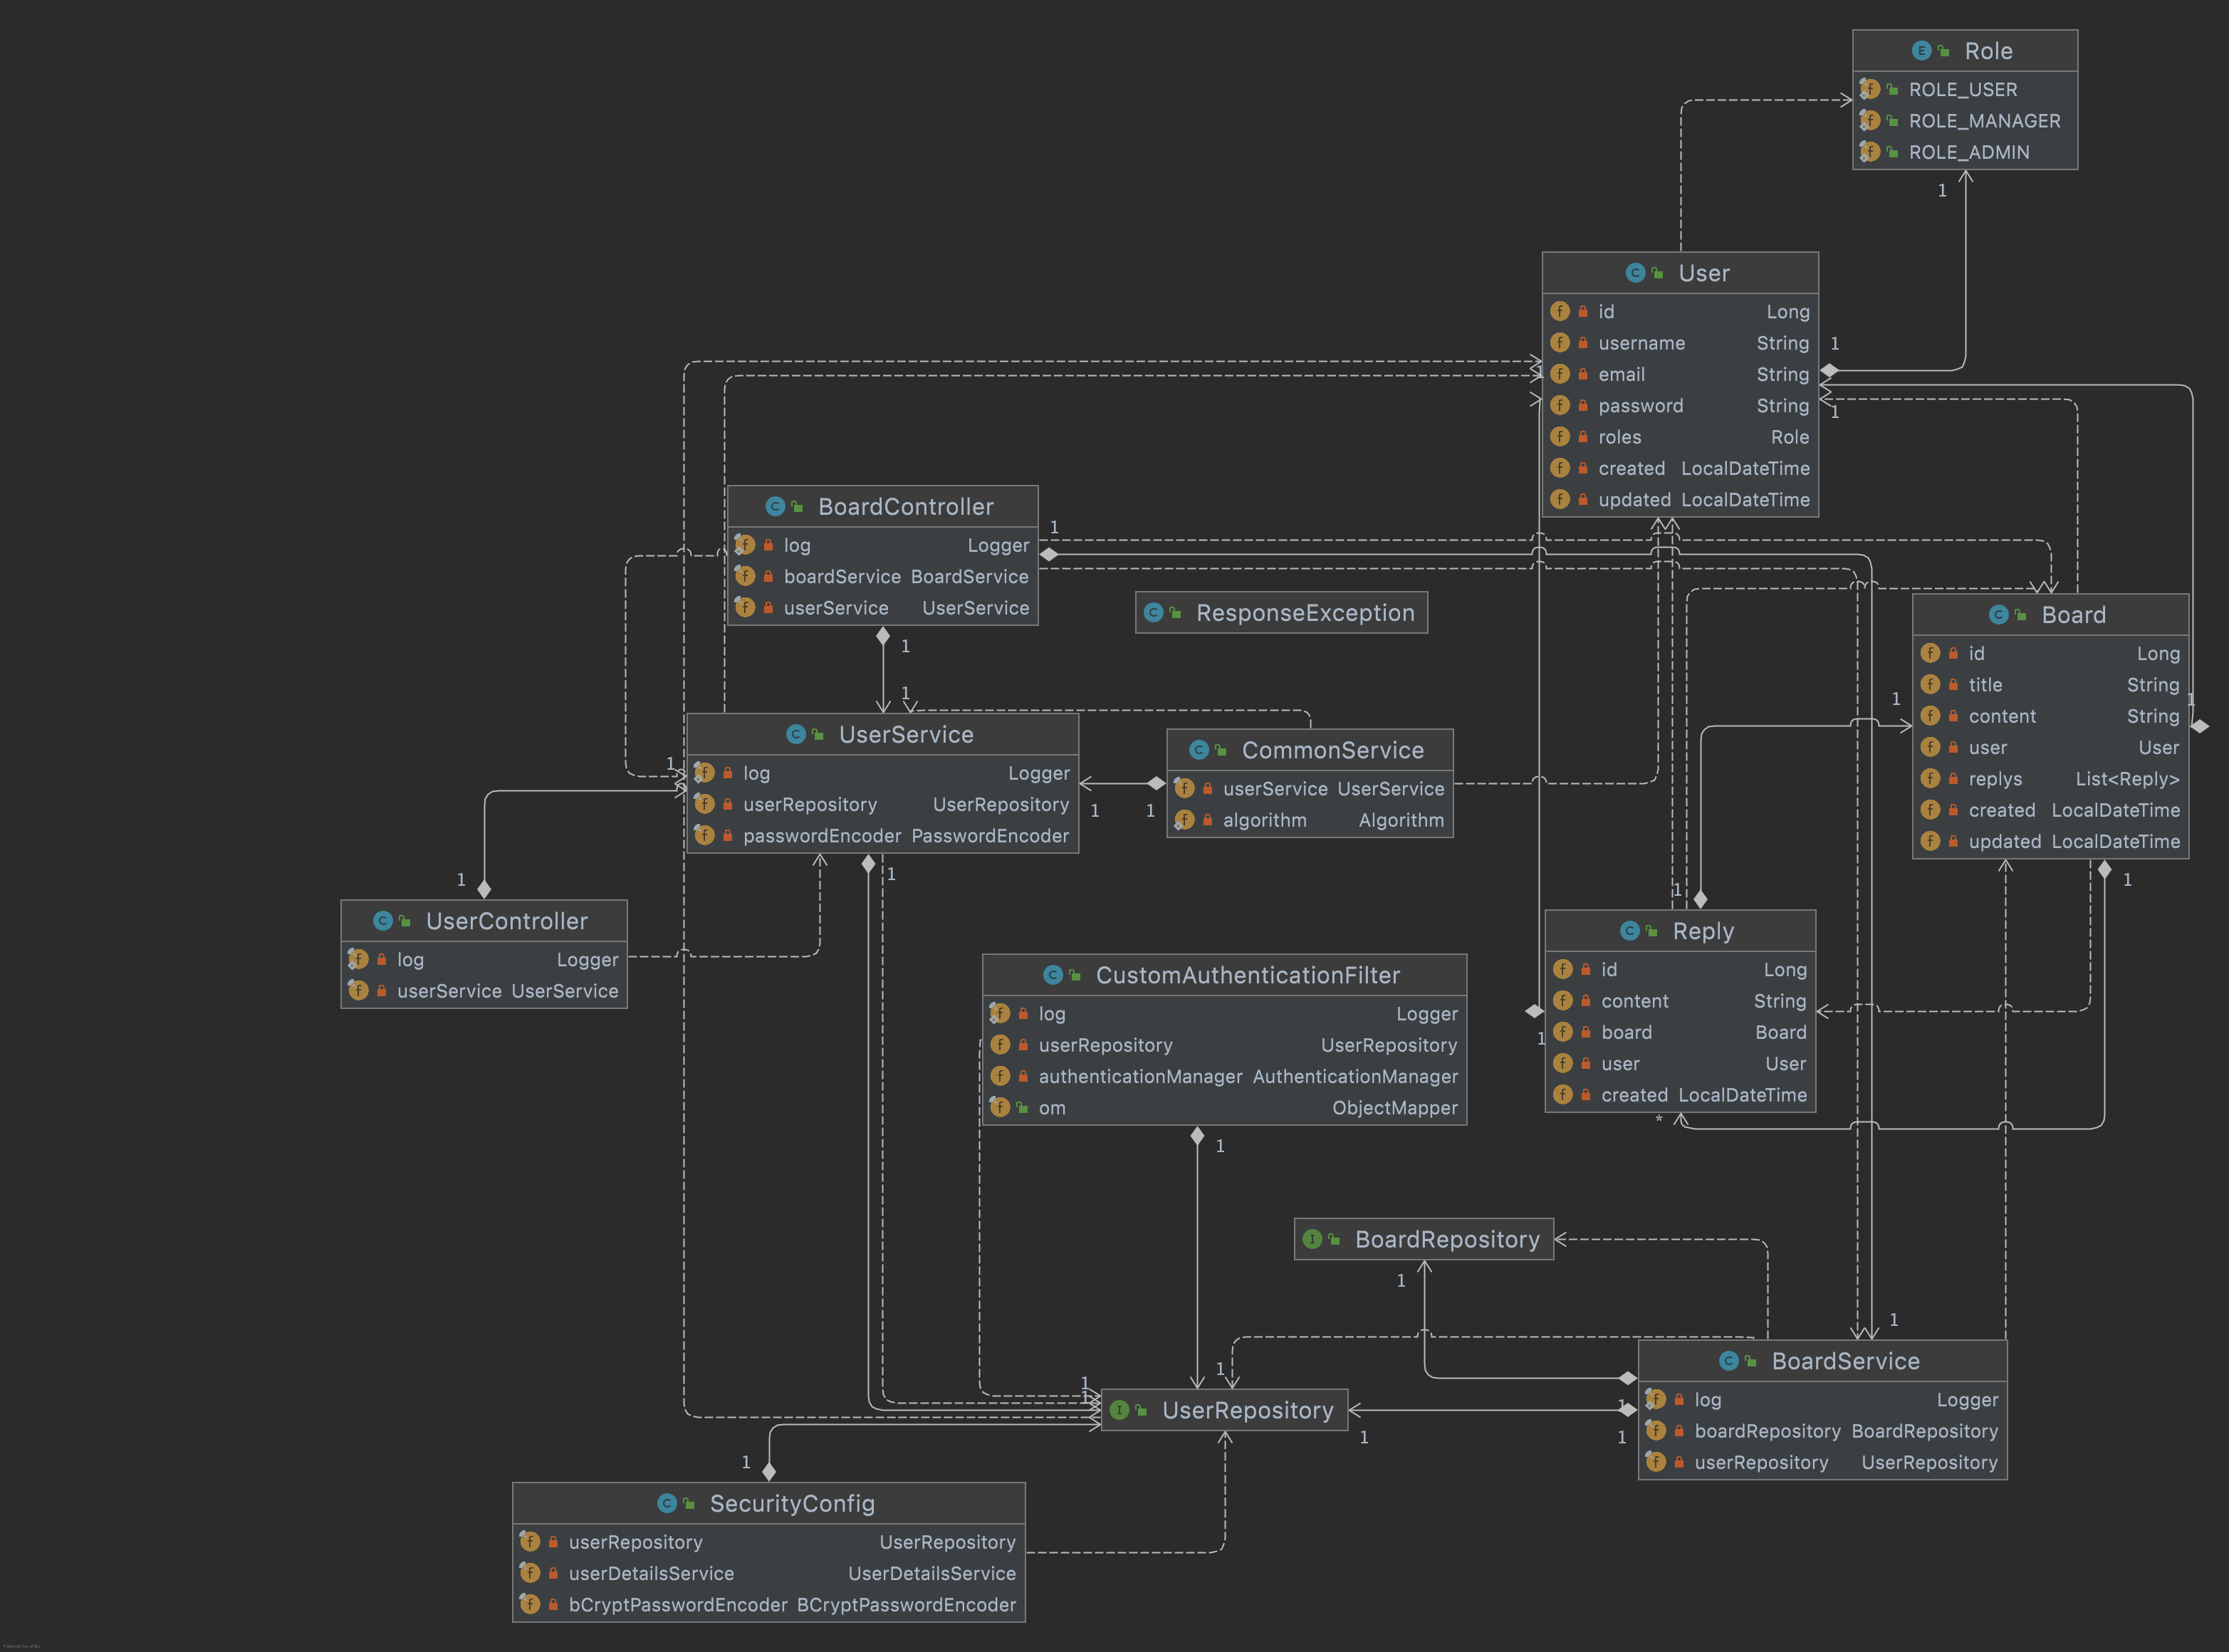 Role
ROLE_USER
ROLE_MANAGER
ROLE_ADMIN
1
User
id Long
username String
email String
password String
roles Role
created LocalDateTime
updated LocalDateTime
1
1
1
BoardController
log Logger
boardService BoardService
userService UserService
1
1
ResponseException
Board
id Long
title String
content String
user User
replys List<Reply>
created LocalDateTime
updated LocalDateTime
1
1
1
1
UserService
log Logger
userRepository UserRepository
passwordEncoder PasswordEncoder
1
1
CommonService
userService UserService
algorithm Algorithm
1
1
UserController
log Logger
userService UserService
1
Reply
id Long
content String
board Board
user User
created LocalDateTime
1
1
*
CustomAuthenticationFilter
log Logger
userRepository UserRepository
authenticationManager AuthenticationManager
om ObjectMapper
1
BoardRepository
1
1
BoardService
log Logger
boardRepository BoardRepository
userRepository UserRepository
1
1
UserRepository
1
1
1
1
SecurityConfig
userRepository UserRepository
userDetailsService UserDetailsService
bCryptPasswordEncoder BCryptPasswordEncoder
1
Powered by yFiles